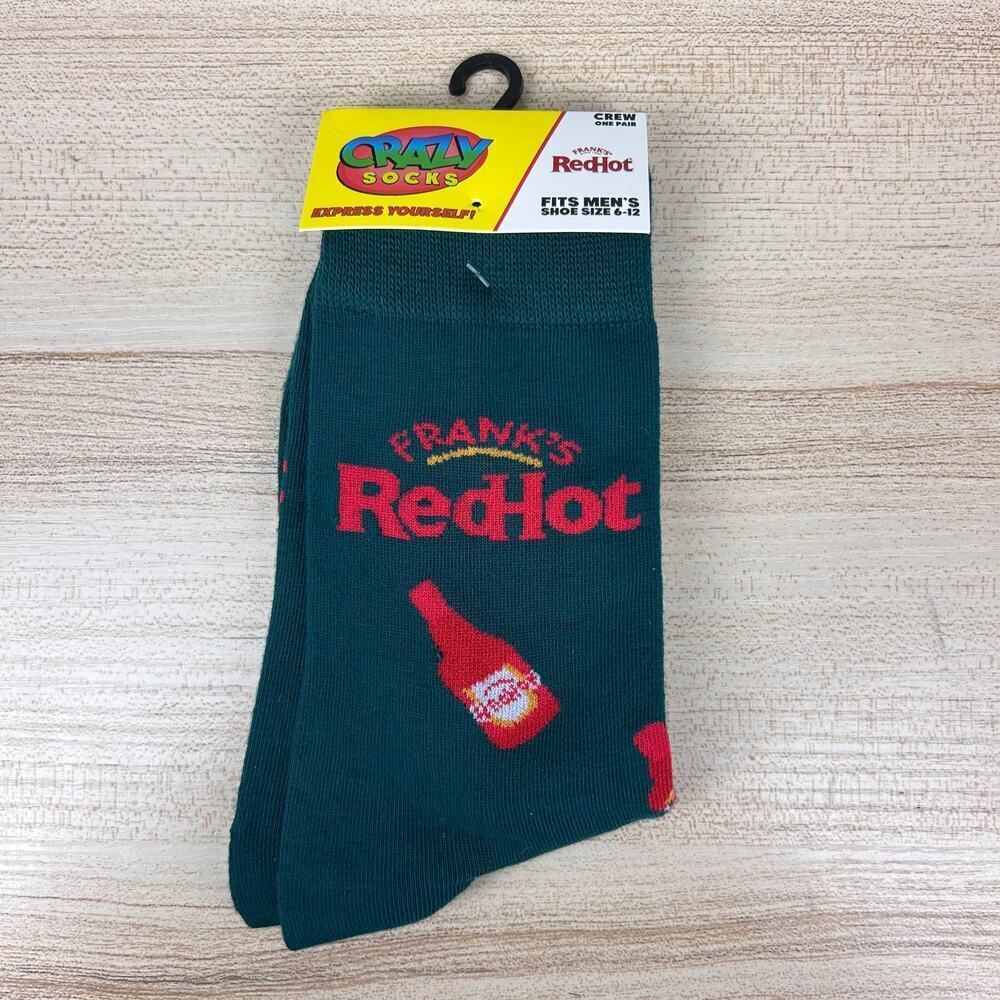 CRAZY
SOCKS
EXPRESS YOURSELF!
CREW
ONE PAIR
FRANK'S
RedHot
FITS MEN'S
SHOE SIZE 6-12
FRANK'S
RedHot